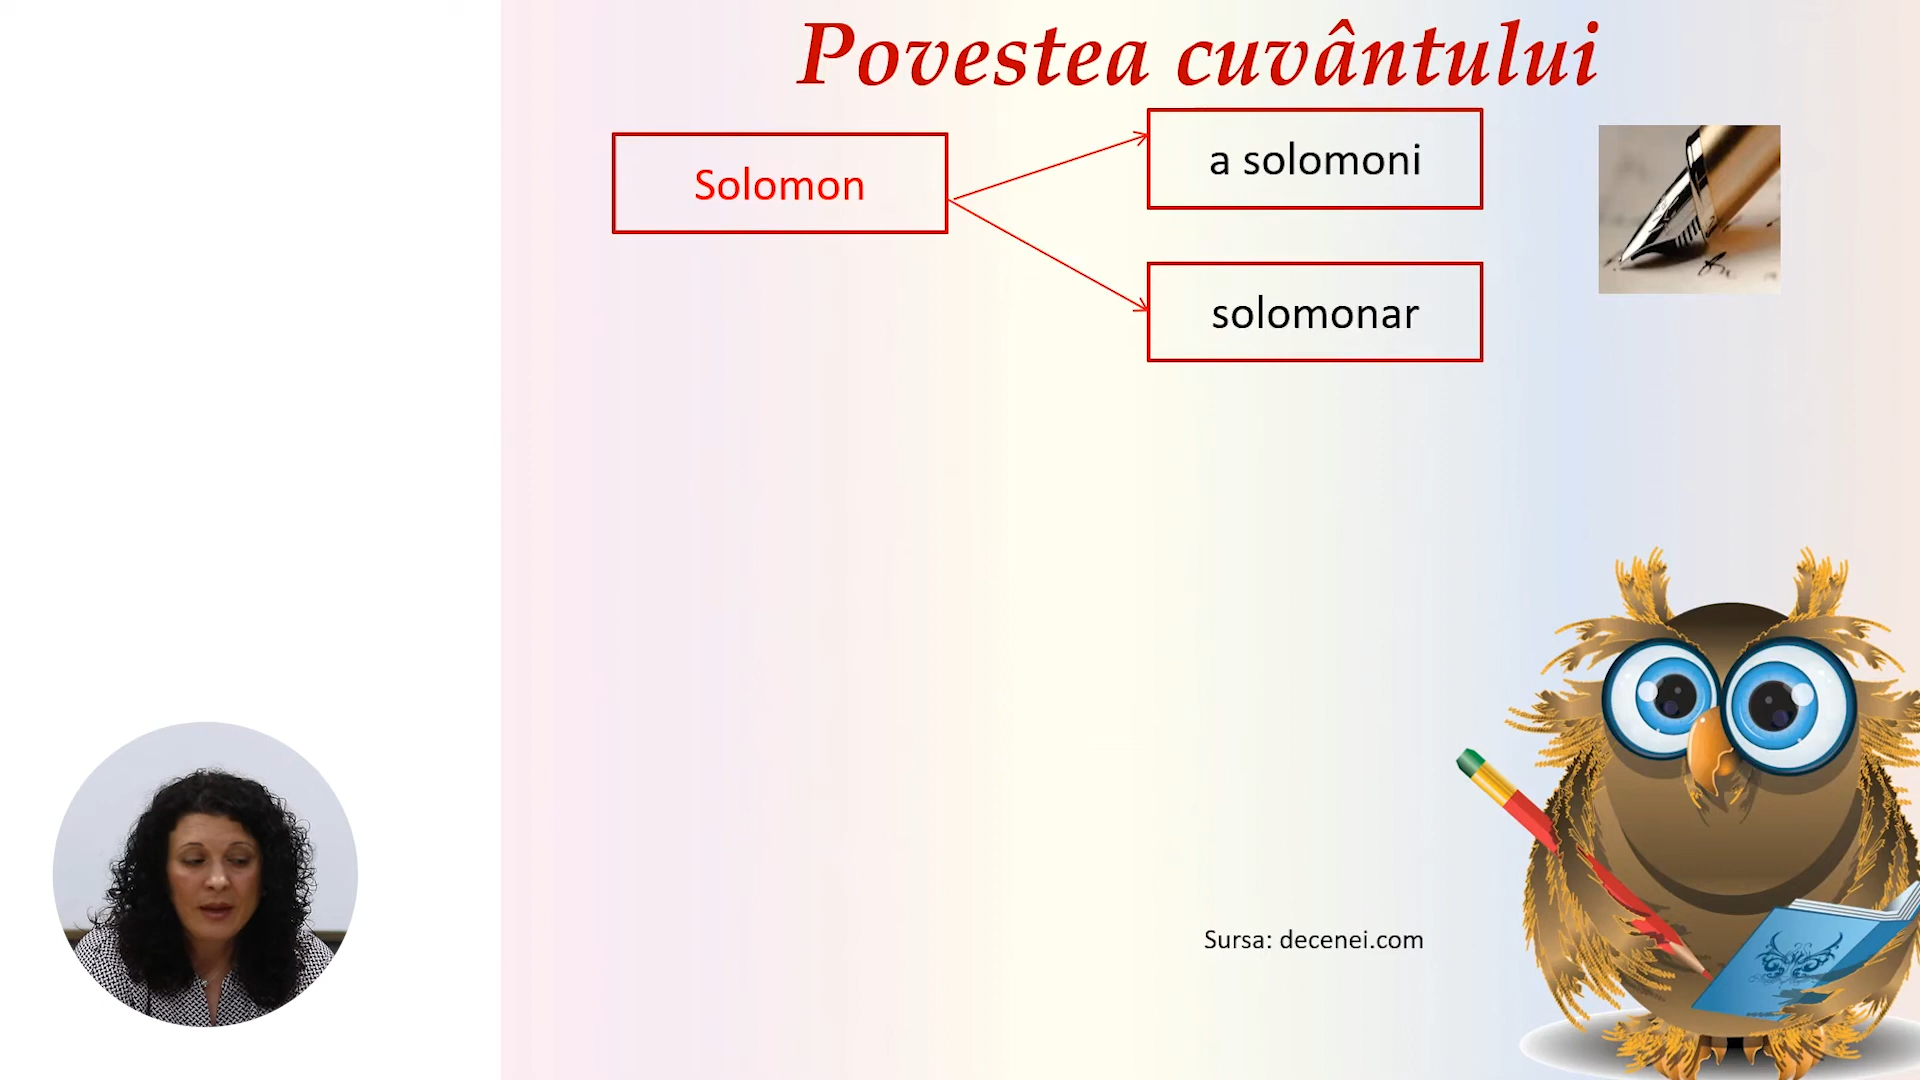 Povestea cuvântului
Solomon
a solomoni
solomonar
Sursa: decenei.com